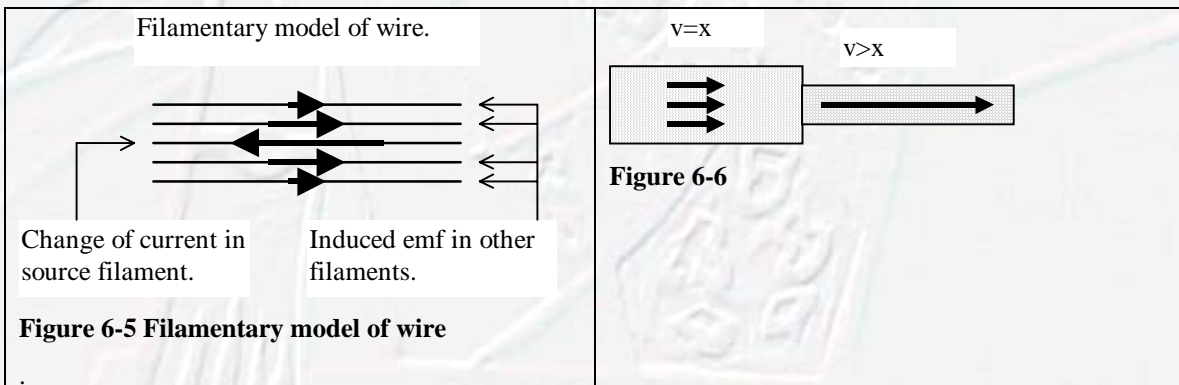 Filamentary model of wire.
Change of current in
source filament.
Induced emf in other
filaments.
Figure 6-5 Filamentary model of wire
.
v=x
v>x
Figure 6-6